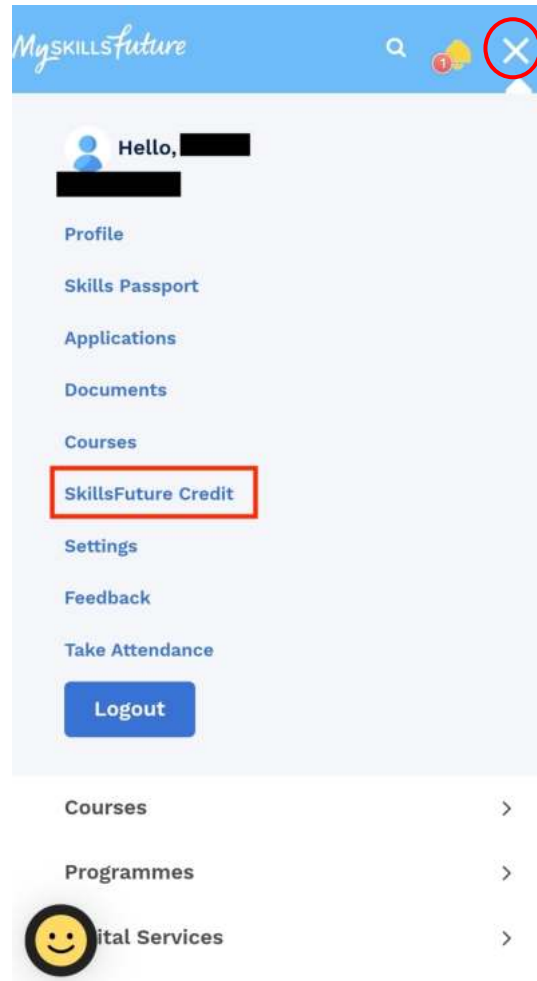 MySKILLSfuture
1
Hello,
Profile
Skills Passport
Applications
Documents
Courses
SkillsFuture Credit
Settings
Feedback
Take Attendance
Logout
Courses
Programmes
ital Services